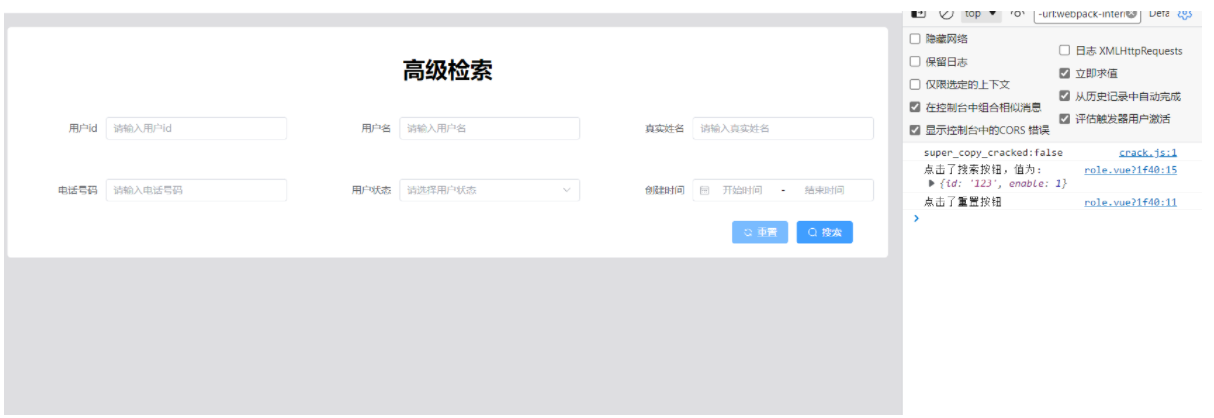 高级检索
用户id 请输入用户id 用户名 请输入用户名 真实姓名 请输入真实姓名
电话号码 请输入电话号码 用户状态 请选择用户状态 创建时间 开始时间 - 结束时间
重置 搜索
top -url:webpack-intern
隐藏网络
日志 XMLHttpRequests
保留日志
立即求值
仅限选定的上下文
从历史记录中自动完成
在控制台中组合相似消息
评估触发器用户激活
显示控制台中的CORS 错误
super_copy_cracked:false crack.js:1
点击了搜索按钮，值为： role.vue?1f40:15
▶ {id: '123', enable: 1}
点击了重置按钮 role.vue?1f40:11
>